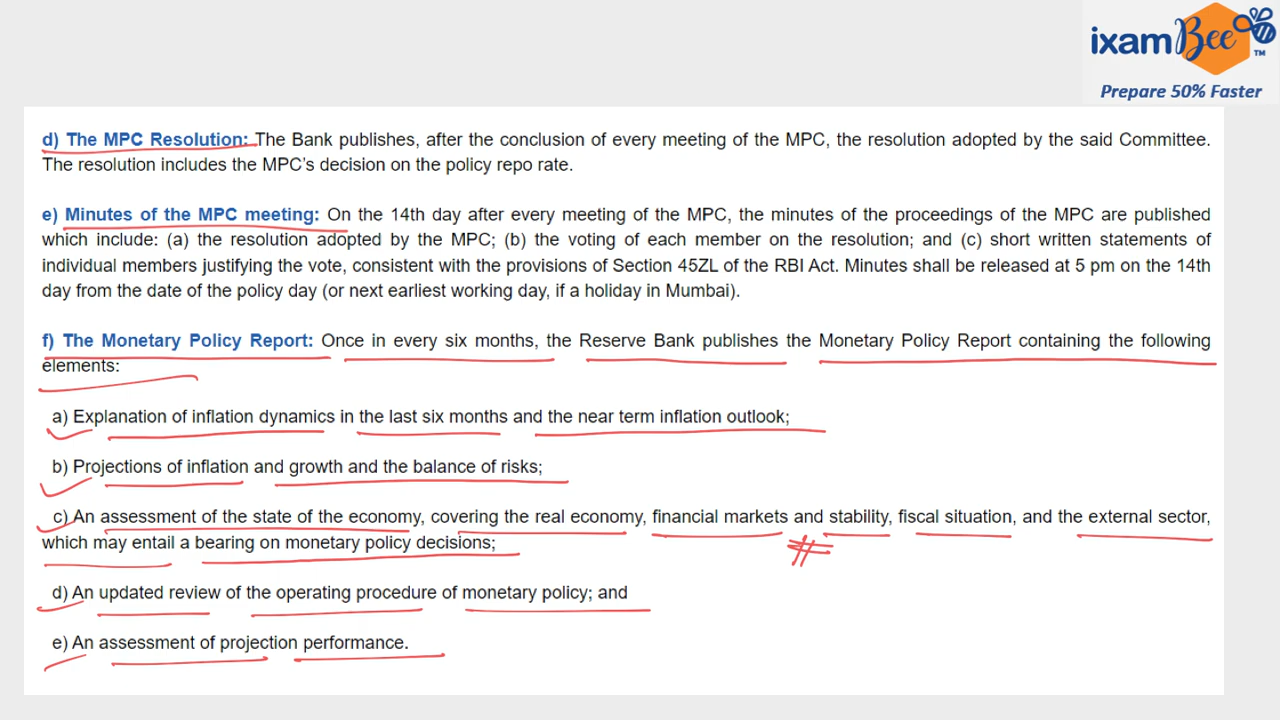 ixamBee
TM
Prepare 50% Faster
d) The MPC Resolution: The Bank publishes, after the conclusion of every meeting of the MPC, the resolution adopted by the said Committee.
The resolution includes the MPC's decision on the policy repo rate.
e) Minutes of the MPC meeting: On the 14th day after every meeting of the MPC, the minutes of the proceedings of the MPC are published
which include: (a) the resolution adopted by the MPC; (b) the voting of each member on the resolution; and (c) short written statements of
individual members justifying the vote, consistent with the provisions of Section 45ZL of the RBI Act. Minutes shall be released at 5 pm on the 14th
day from the date of the policy day (or next earliest working day, if a holiday in Mumbai).
f) The Monetary Policy Report: Once in every six months, the Reserve Bank publishes the Monetary Policy Report containing the following
elements:
a) Explanation of inflation dynamics in the last six months and the near term inflation outlook;
b) Projections of inflation and growth and the balance of risks;
c) An assessment of the state of the economy, covering the real economy, financial markets and stability, fiscal situation, and the external sector,
which may entail a bearing on monetary policy decisions;
#
d) An updated review of the operating procedure of monetary policy; and
e) An assessment of projection performance.